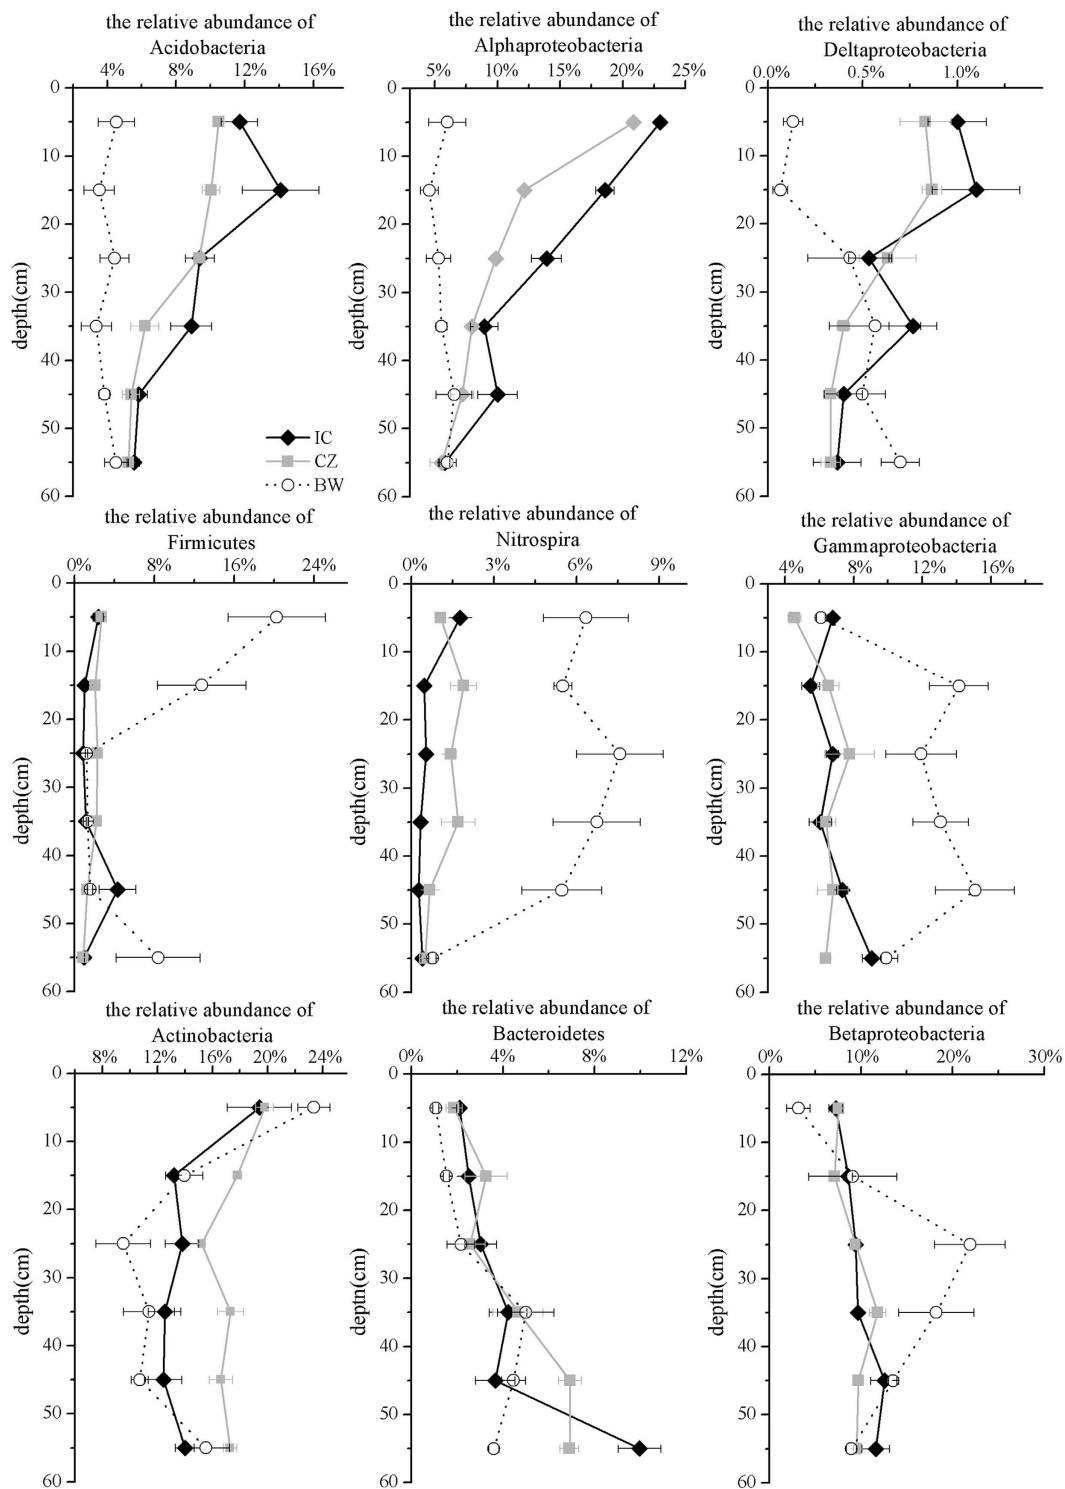 the relative abundance of
Acidobacteria
4% 8% 12% 16%
0
10
20
30
40
50
60
depth(cm)
IC
CZ
BW
the relative abundance of
Alphaproteobacteria
5% 10% 15% 20% 25%
0
10
20
30
40
50
60
depth(cm)
the relative abundance of
Deltaproteobacteria
0.0% 0.5% 1.0%
0
10
20
30
40
50
60
deptn(cm)
the relative abundance of
Firmicutes
0% 8% 16% 24%
0
10
20
30
40
50
60
depth(cm)
the relative abundance of
Nitrospira
0% 3% 6% 9%
0
10
20
30
40
50
60
depth(cm)
the relative abundance of
Gammaproteobacteria
4% 8% 12% 16%
0
10
20
30
40
50
60
depth(cm)
the relative abundance of
Actinobacteria
8% 12% 16% 20% 24%
0
10
20
30
40
50
60
depth(cm)
the relative abundance of
Bacteroidetes
0% 4% 8% 12%
0
10
20
30
40
50
60
deptn(cm)
the relative abundance of
Betaproteobacteria
0% 10% 20% 30%
0
10
20
30
40
50
60
depth(cm)